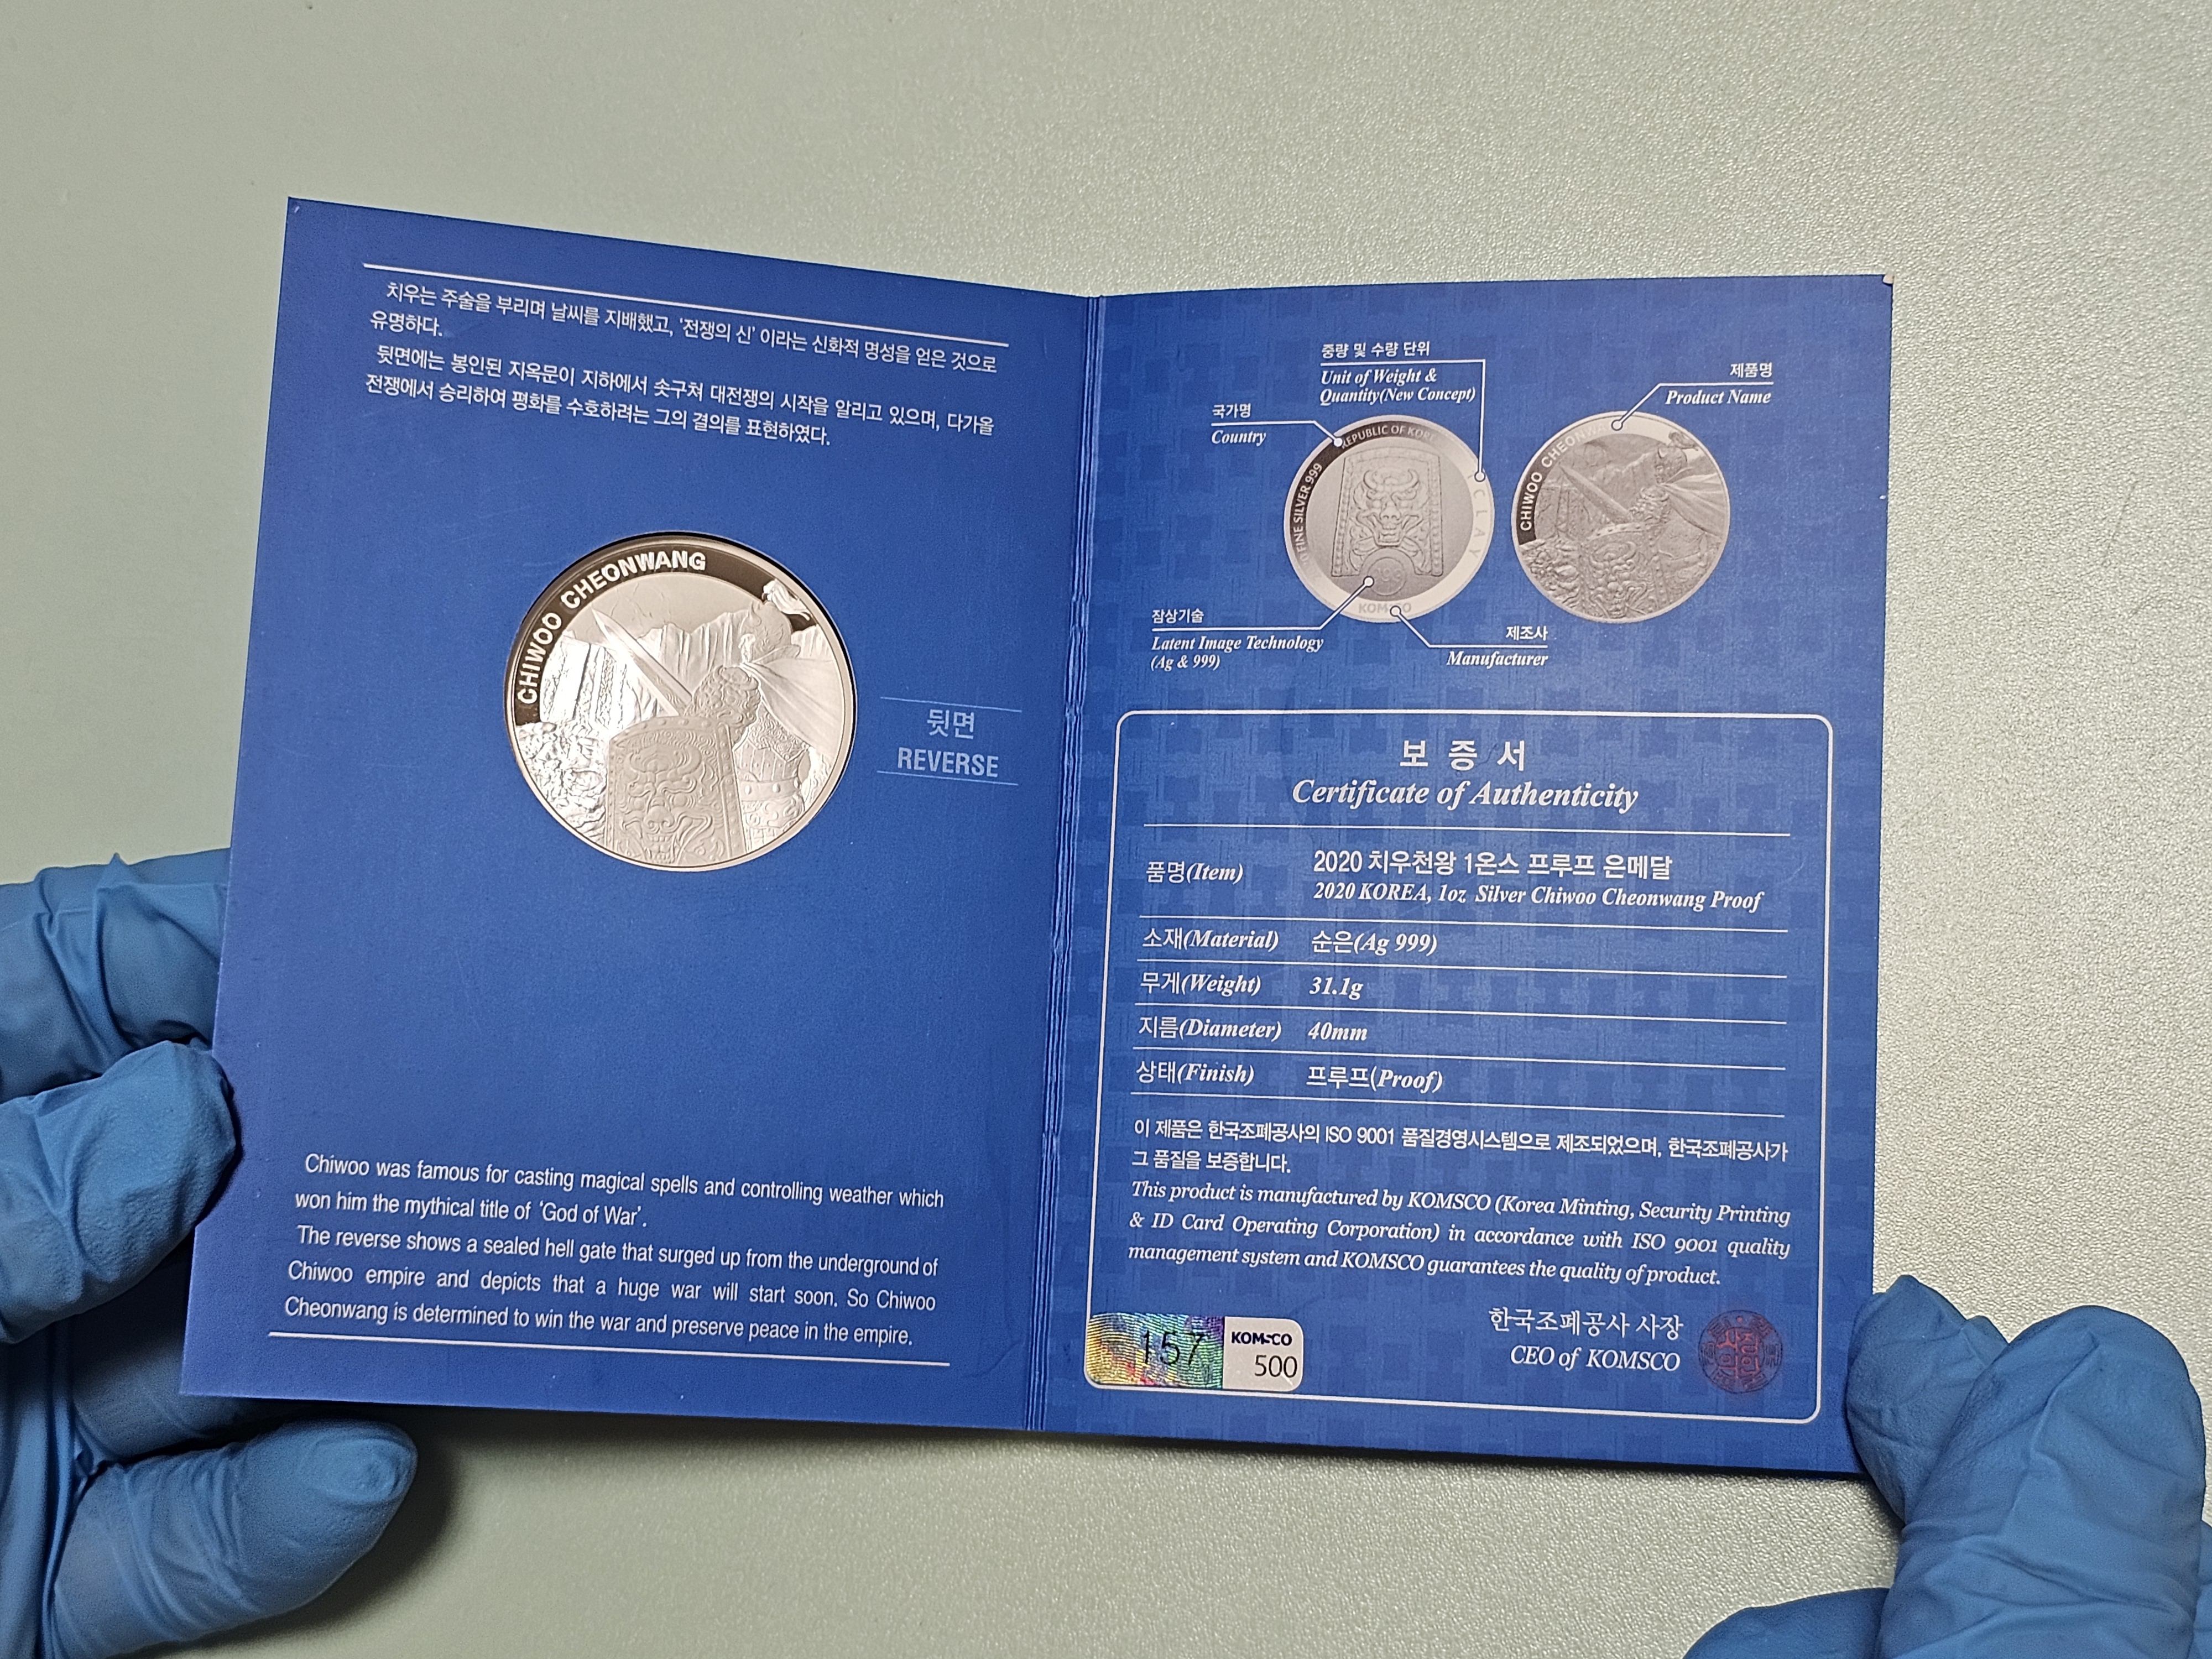 치우는 주술을 부리며 날씨를 지배했고, '전쟁의 신' 이라는 신화적 명성을 얻은 것으로
유명하다.
뒷면에는 봉인된 지옥문이 지하에서 솟구쳐 대전쟁의 시작을 알리고 있으며, 다가올
전쟁에서 승리하여 평화를 수호하려는 그의 결의를 표현하였다.
CHIWOO CHEONWANG
뒷면
REVERSE
Chiwoo was famous for casting magical spells and controlling weather which
won him the mythical title of 'God of War'.
The reverse shows a sealed hell gate that surged up from the underground of
Chiwoo empire and depicts that a huge war will start soon. So Chiwoo
Cheonwang is determined to win the war and preserve peace in the empire.
중량 및 수량 단위
Unit of Weight &
Quantity(New Concept)
제품명
Product Name
국가명
Country
REPUBLIC OF KOREA
FINE SILVER 999
CLAY
KOMSCO
CHIWOO CHEONWANG
잠상기술
Latent Image Technology
(Ag & 999)
제조사
Manufacturer
보 증 서
Certificate of Authenticity
품명(Item) 2020 치우천왕 1온스 프루프 은메달
2020 KOREA, 1oz Silver Chiwoo Cheonwang Proof
소재(Material) 순은(Ag 999)
무게(Weight) 31.1g
지름(Diameter) 40mm
상태(Finish) 프루프(Proof)
이 제품은 한국조폐공사의 ISO 9001 품질경영시스템으로 제조되었으며, 한국조폐공사가
그 품질을 보증합니다.
This product is manufactured by KOMSCO (Korea Minting, Security Printing
& ID Card Operating Corporation) in accordance with ISO 9001 quality
management system and KOMSCO guarantees the quality of product.
한국조폐공사 사장
CEO of KOMSCO
157
KOMSCO
500